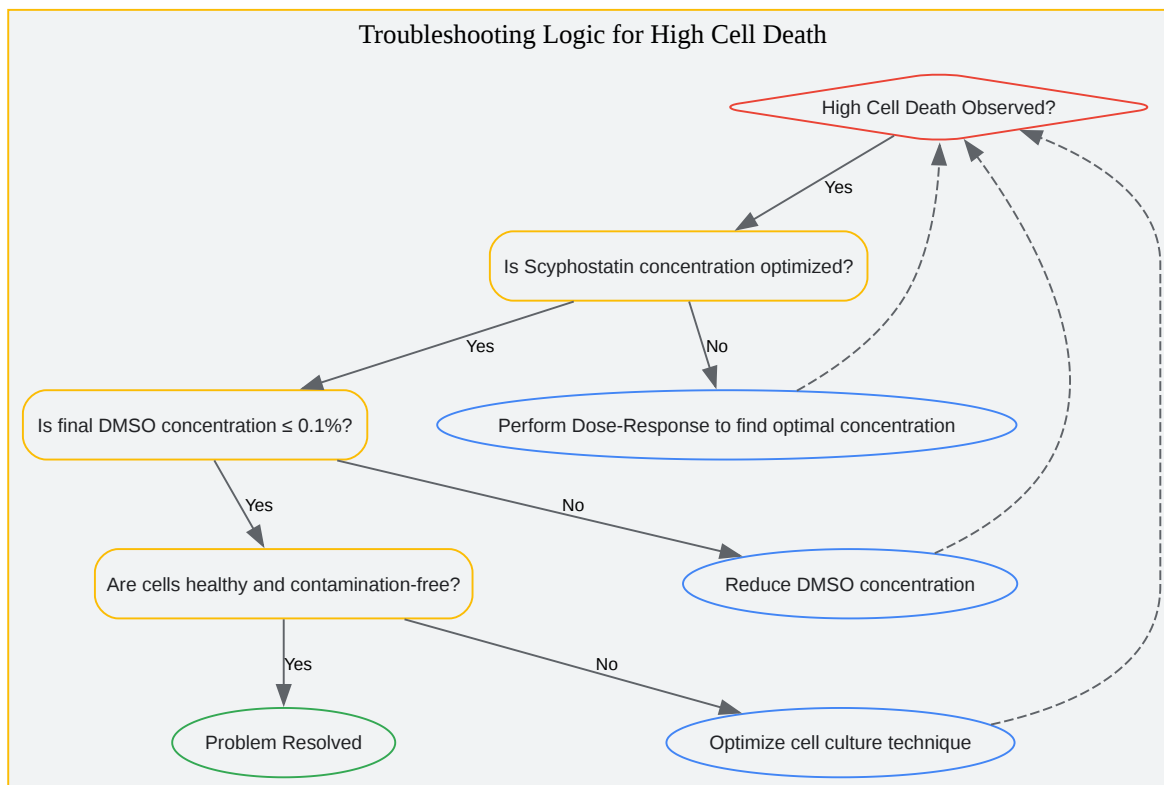 Troubleshooting Logic for High Cell Death
High Cell Death Observed?
Yes
Is Scyphostatin concentration optimized?
Yes
No
Is final DMSO concentration ≤ 0.1%?
Perform Dose-Response to find optimal concentration
Yes
No
Are cells healthy and contamination-free?
Reduce DMSO concentration
Yes
No
Problem Resolved
Optimize cell culture technique